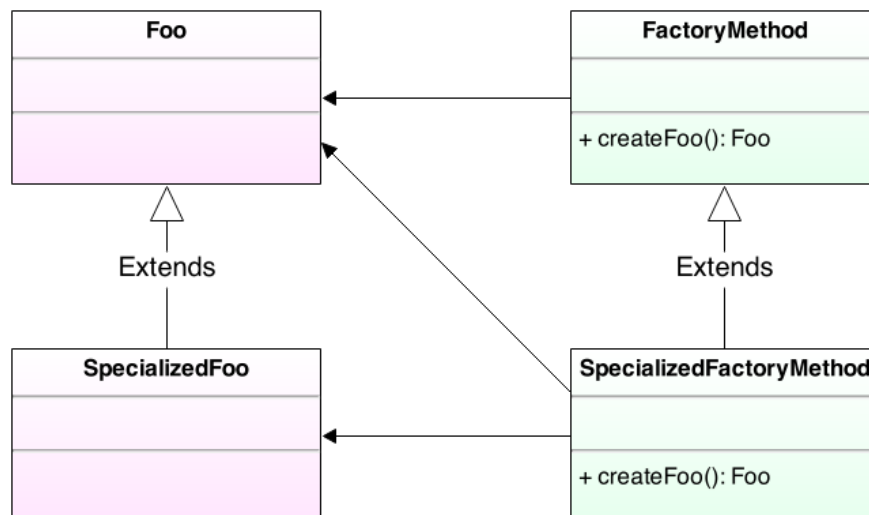 Foo
FactoryMethod
+ createFoo(): Foo
Extends
Extends
SpecializedFoo
SpecializedFactoryMethod
+ createFoo(): Foo